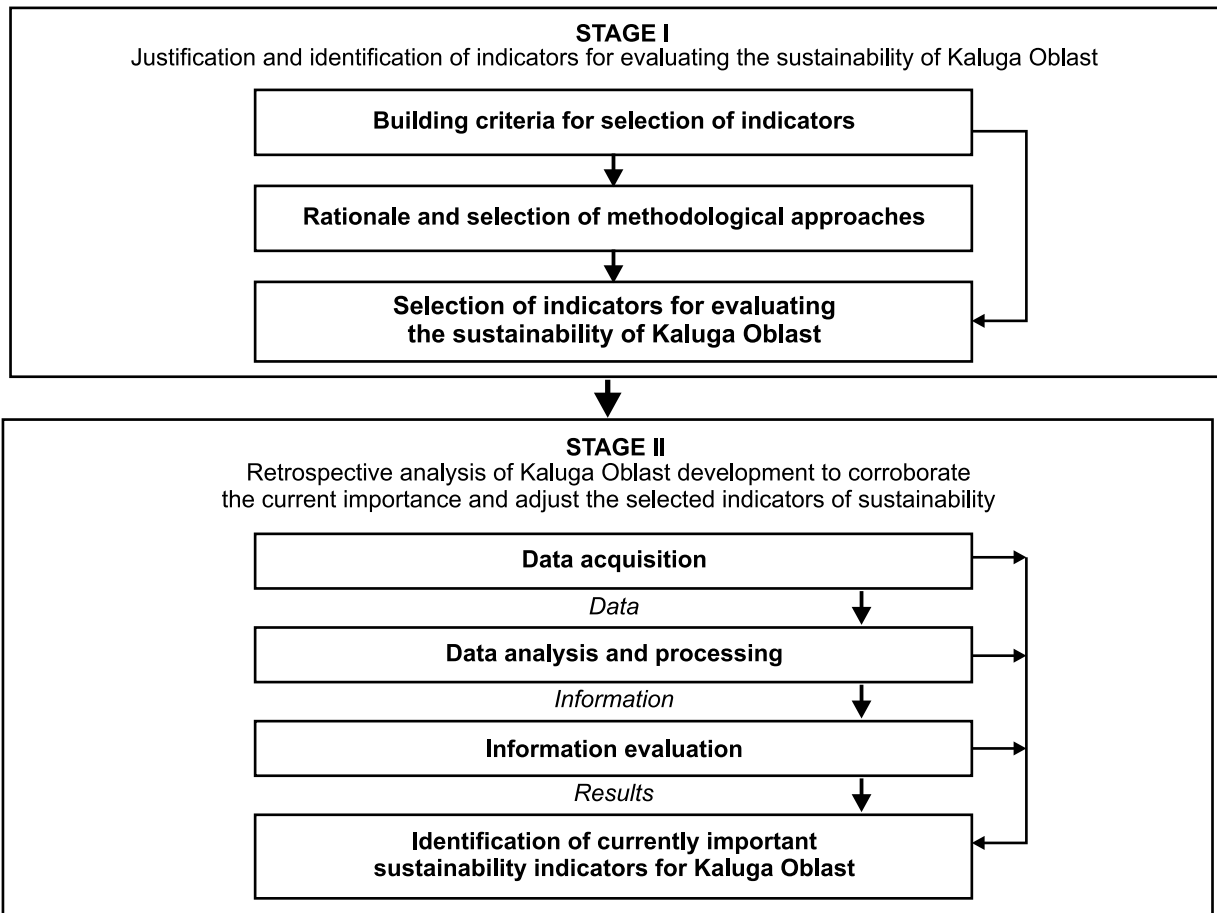 STAGE I
Justification and identification of indicators for evaluating the sustainability of Kaluga Oblast
Building criteria for selection of indicators
Rationale and selection of methodological approaches
Selection of indicators for evaluating
the sustainability of Kaluga Oblast
STAGE II
Retrospective analysis of Kaluga Oblast development to corroborate
the current importance and adjust the selected indicators of sustainability
Data acquisition
Data
Data analysis and processing
Information
Information evaluation
Results
Identification of currently important
sustainability indicators for Kaluga Oblast